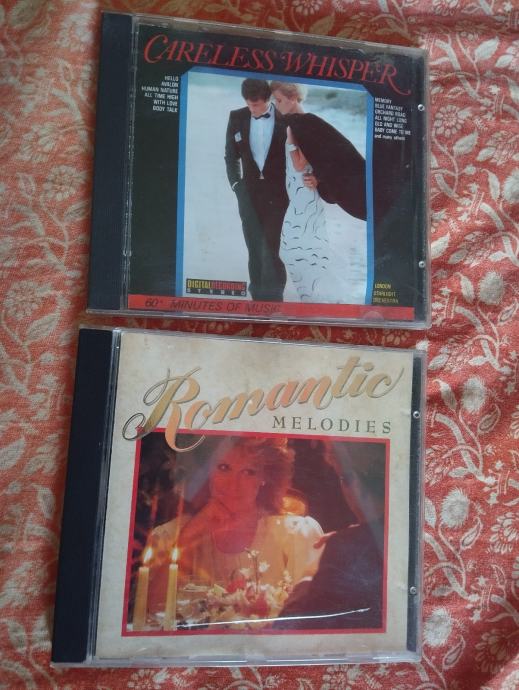 CARELESS WHISPER
HELLO
AVALON
HUMAN NATURE
ALL TIME HIGH
WITH LOVE
BODY TALK
MEMORY
BLUE FANTASY
ORCHARD ROAD
ALL NIGHT LONG
OLD AND WISE
BABY COME TO ME
and many others
DIGITAL RECORDING
STEREO
LONDON
STARLIGHT
ORCHESTRA
60+ MINUTES OF MUSIC
Romantic
MELODIES